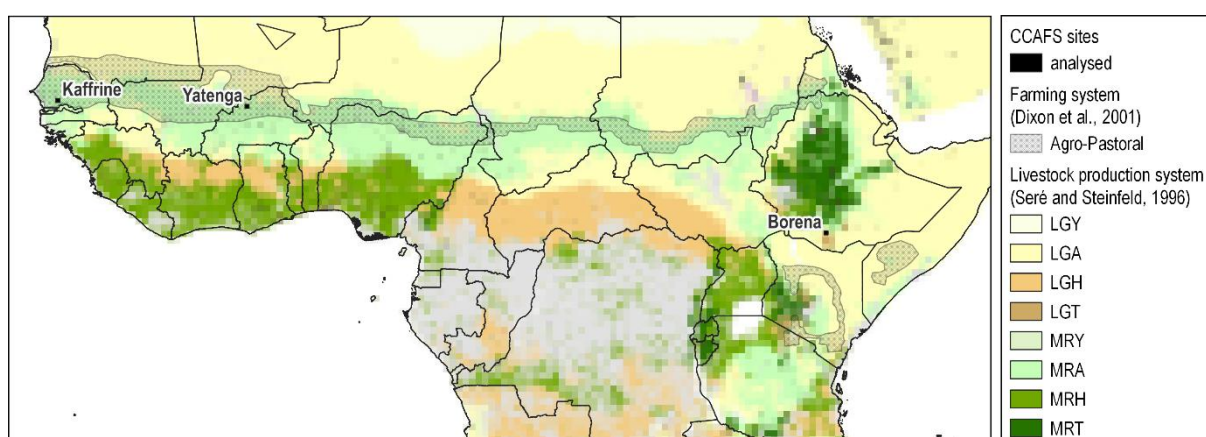 Kaffrine
Yatenga
Borena
CCAFS sites
analysed
Farming system
(Dixon et al., 2001)
Agro-Pastoral
Livestock production system
(Seré and Steinfeld, 1996)
LGY
LGA
LGH
LGT
MRY
MRA
MRH
MRT